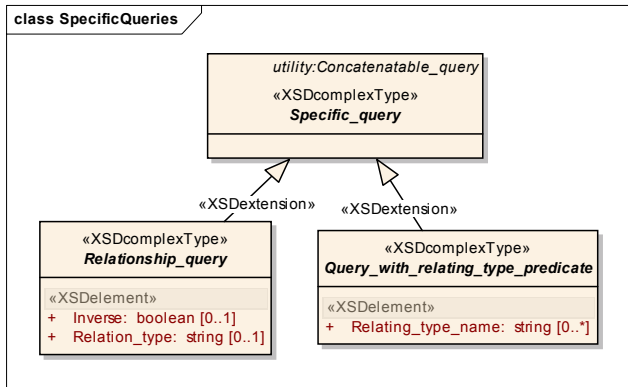 class SpecificQueries
utility:Concatenatable_query
«XSDcomplexType»
Specific_query
«XSDextension»
«XSDextension»
«XSDcomplexType»
Relationship_query
«XSDelement»
+ Inverse: boolean [0..1]
+ Relation_type: string [0..1]
«XSDcomplexType»
Query_with_relating_type_predicate
«XSDelement»
+ Relating_type_name: string [0..*]